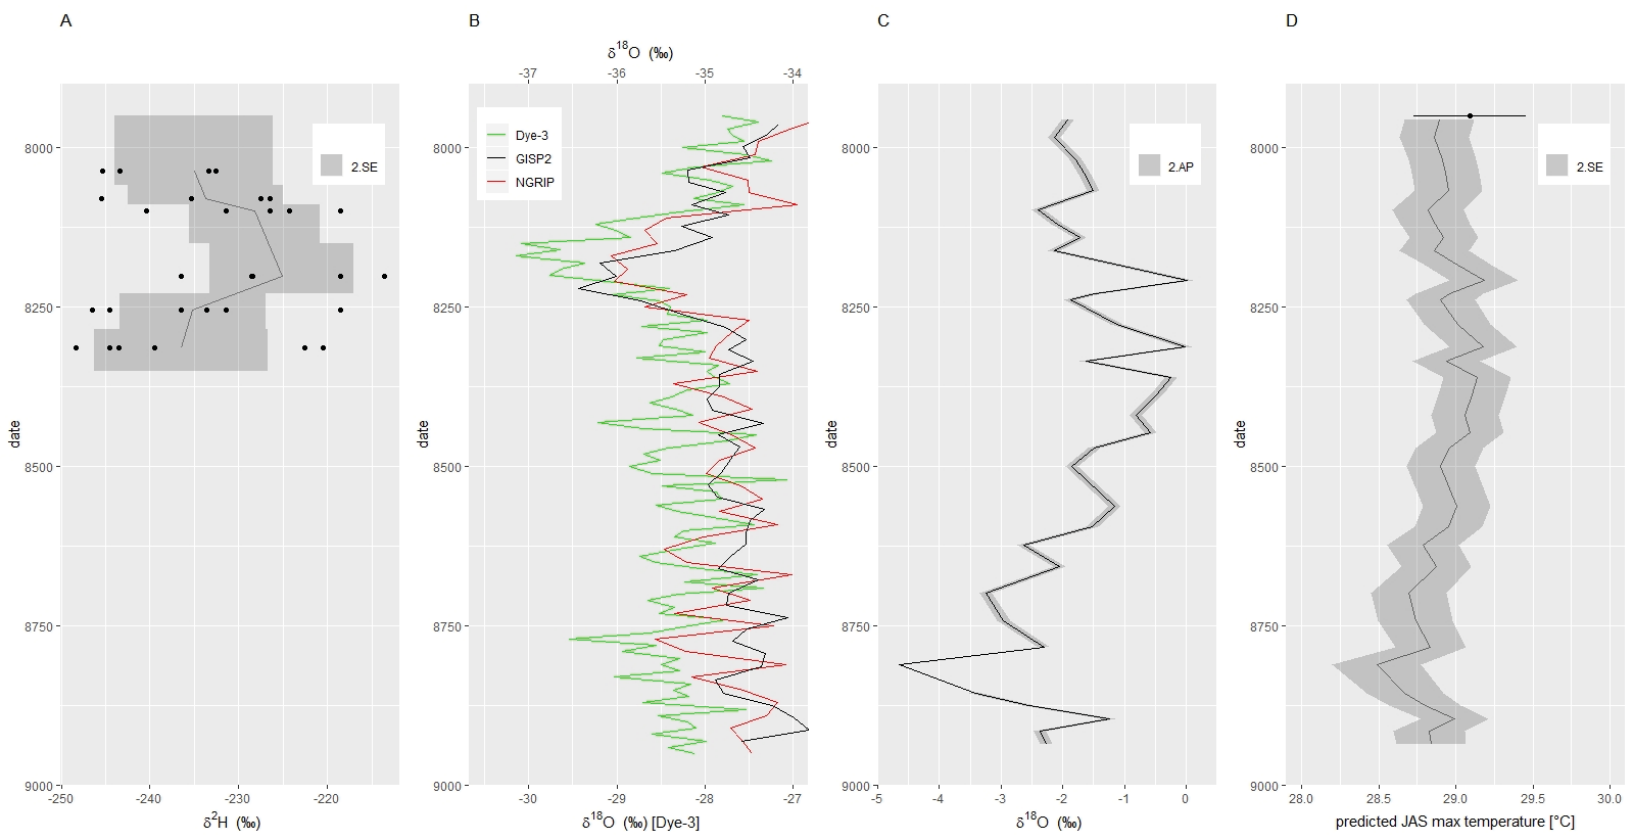 A
B
C
D
δ18O (‰)
-37
-36
-35
-34
2.SE
Dye-3
GISP2
NGRIP
2.AP
2.SE
8000
8250
8500
8750
9000
date
-250
-240
-230
-220
δ2H (‰)
8000
8250
8500
8750
9000
date
-30
-29
-28
-27
δ18O (‰) [Dye-3]
8000
8250
8500
8750
9000
date
-5
-4
-3
-2
-1
0
δ18O (‰)
8000
8250
8500
8750
9000
date
28.0
28.5
29.0
29.5
30.0
predicted JAS max temperature [°C]